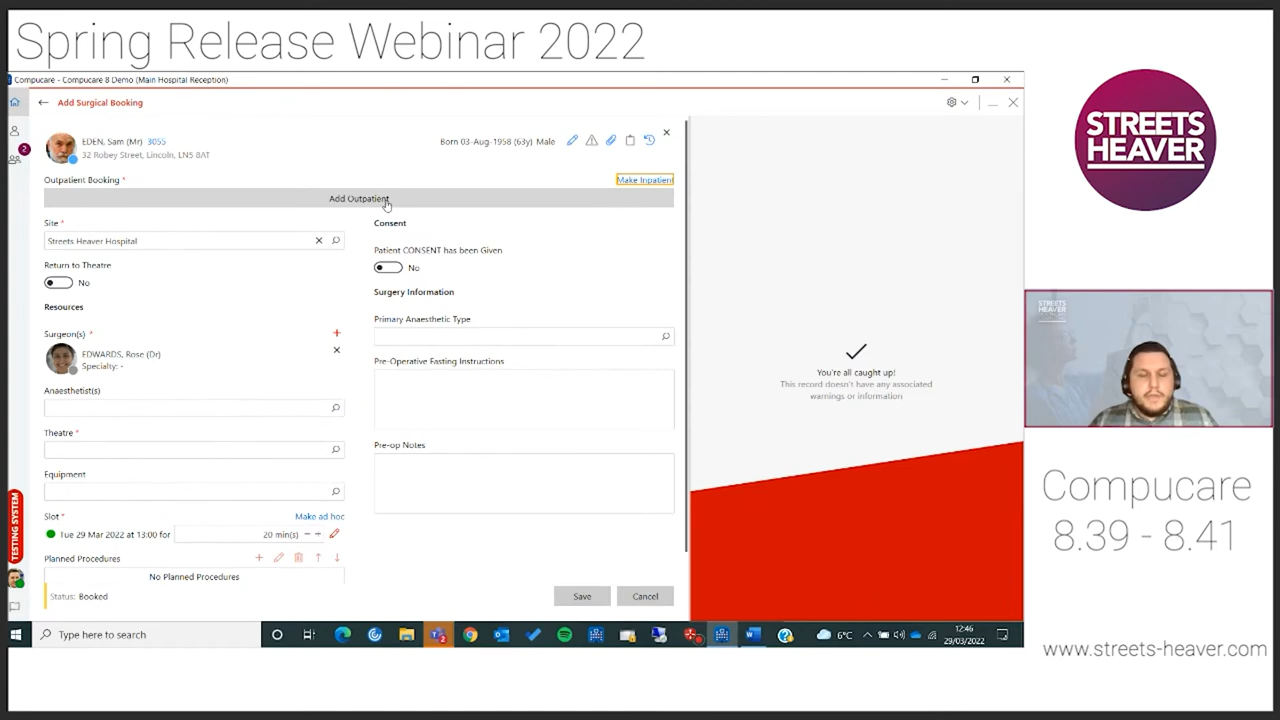 Spring Release Webinar 2022
Compucare - Compucare 8 Demo (Main Hospital Reception)
Add Surgical Booking
2
EDEN, Sam (Mr) 3055
32 Robey Street, Lincoln, LN5 8AT
Born 03-Aug-1958 (63y) Male
Outpatient Booking *
Make Inpatient
Add Outpatient
Site *
Streets Heaver Hospital
Return to Theatre
No
Resources
Surgeon(s) *
EDWARDS, Rose (Dr)
Specialty: -
Anaesthetist(s)
Theatre *
Equipment
Slot *
Make ad hoc
Tue 29 Mar 2022 at 13:00 for
20 min(s)
Planned Procedures
No Planned Procedures
Status: Booked
Consent
Patient CONSENT has been Given
No
Surgery Information
Primary Anaesthetic Type
Pre-Operative Fasting Instructions
Pre-op Notes
Save
Cancel
You're all caught up!
This record doesn't have any associated
warnings or information
TESTING SYSTEM
Type here to search
6°C
12:46
29/03/2022
STREETS
HEAVER
STREETS
HEAVER
Compucare
8.39 - 8.41
www.streets-heaver.com